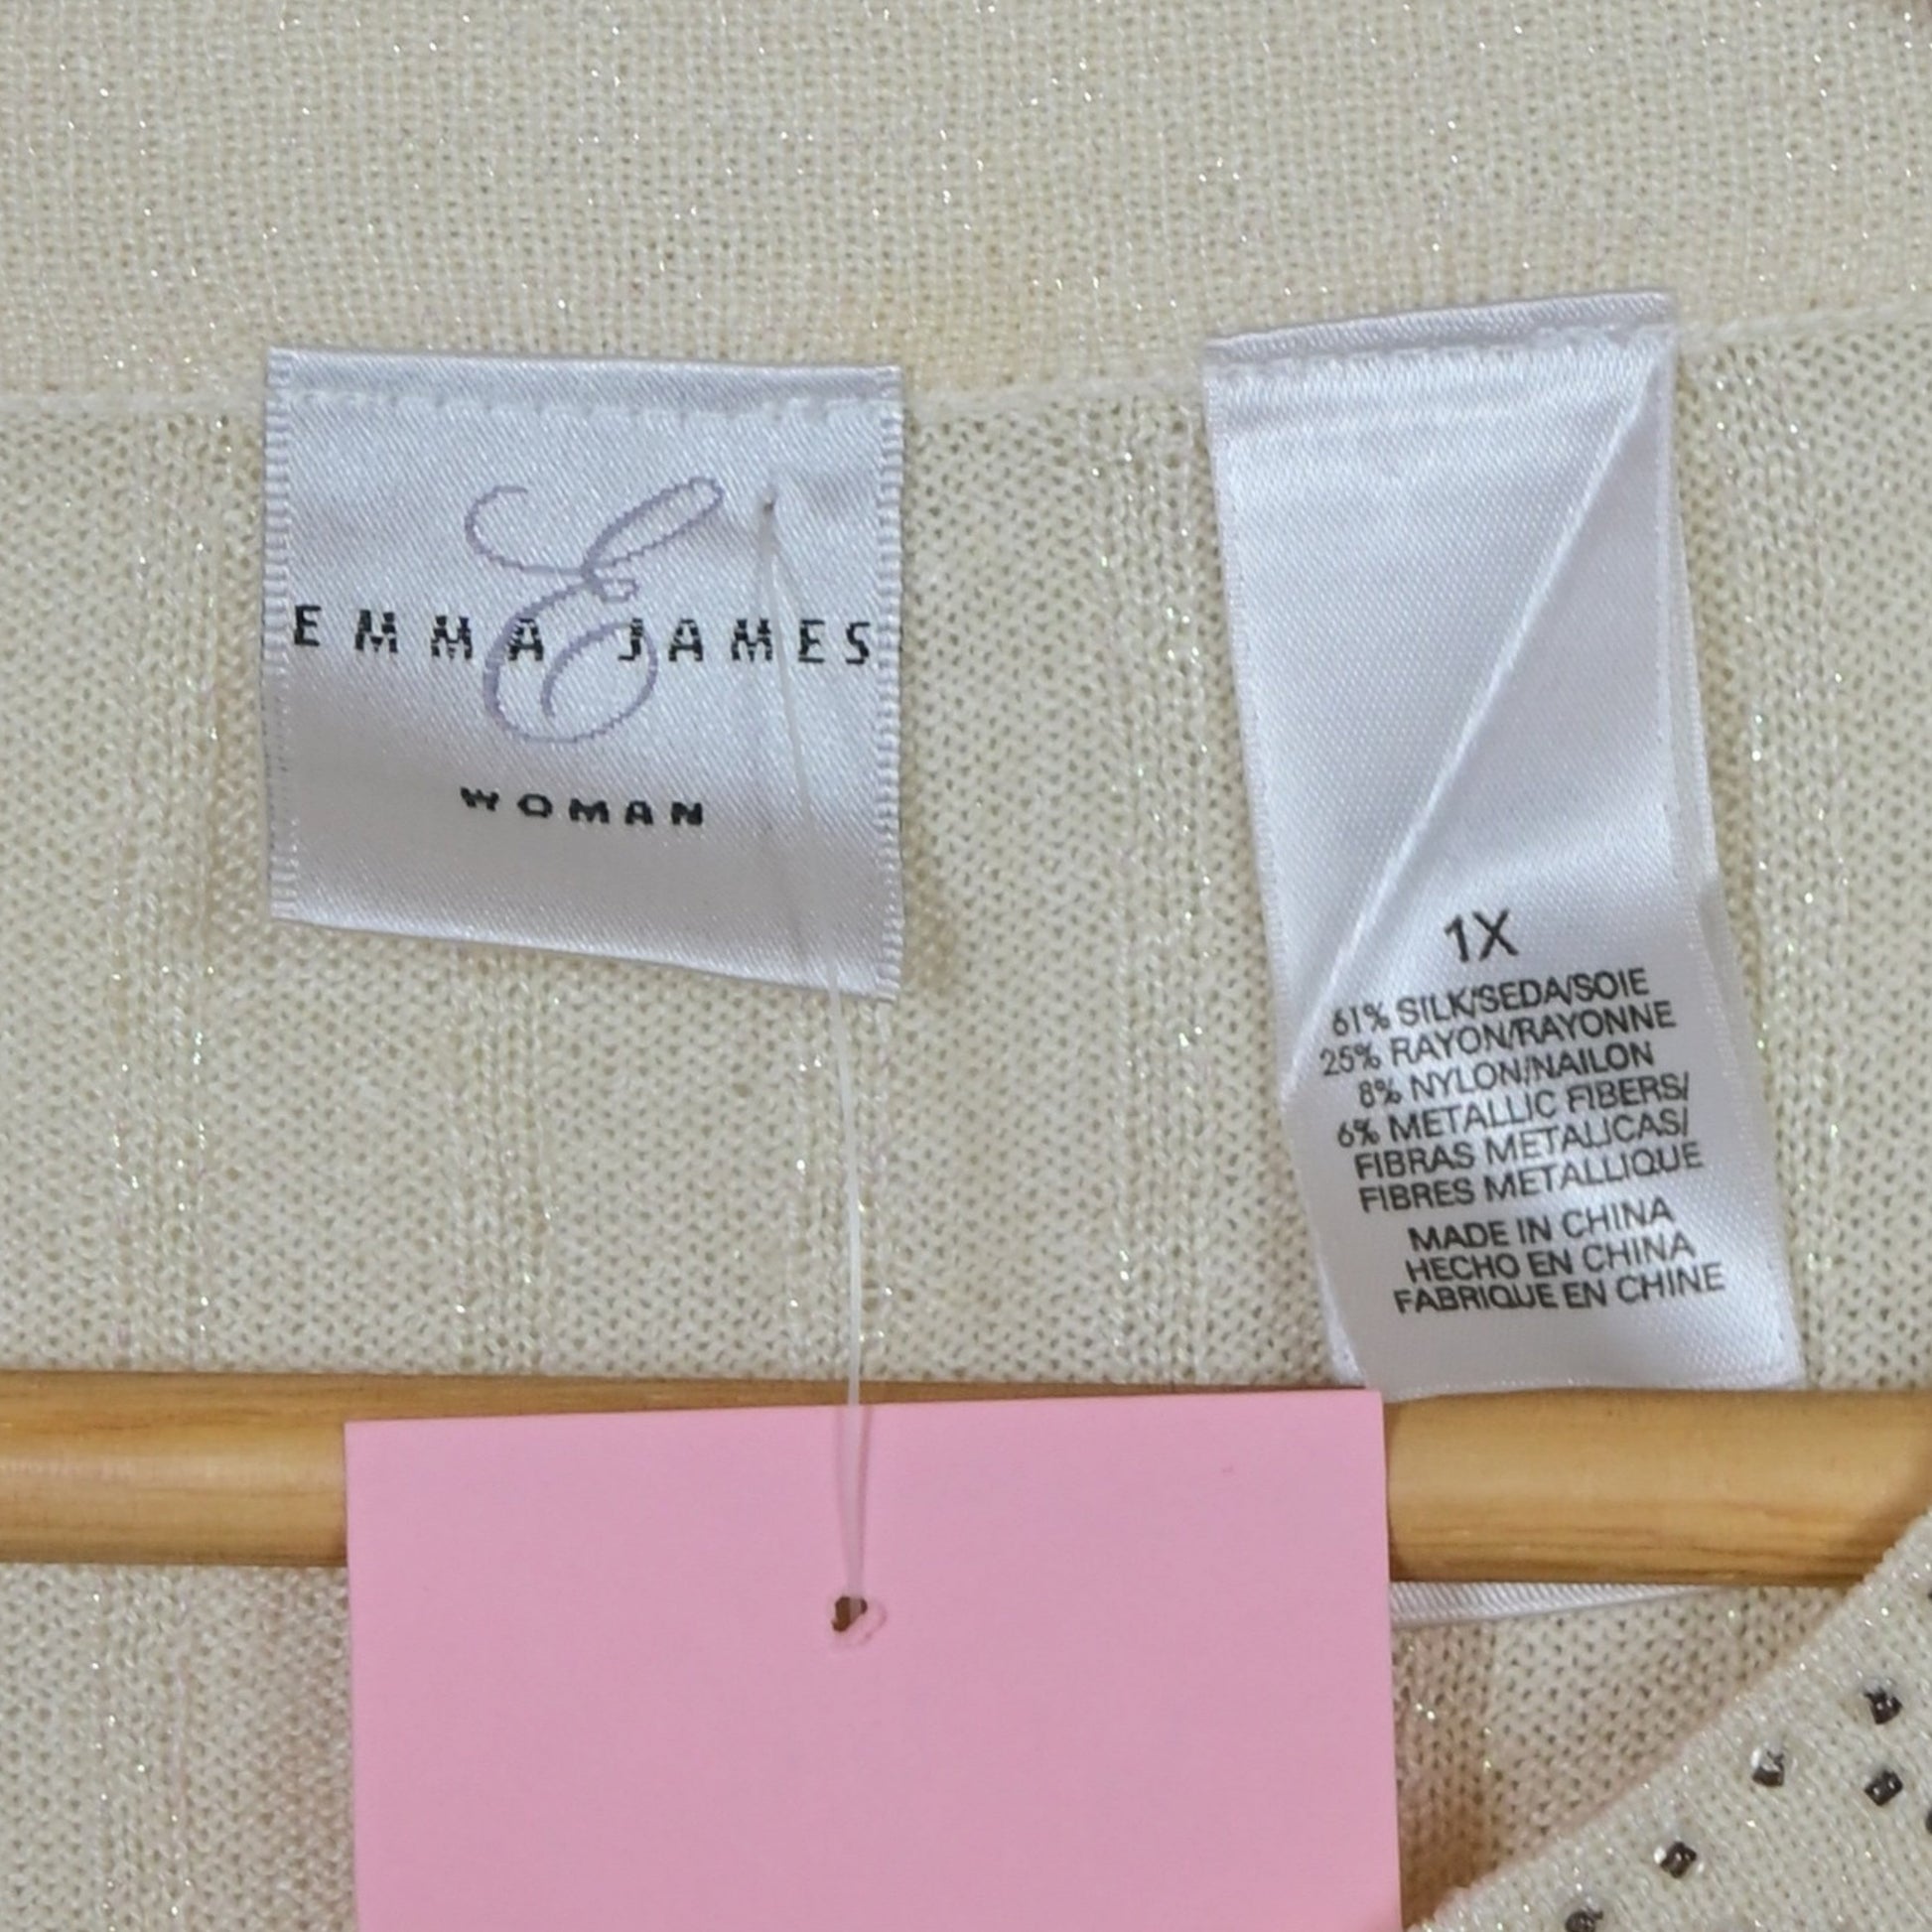 E
EMMA JAMES
WOMAN
1X
61% SILK/SEDA/SOIE
25% RAYON/RAYONNE
8% NYLON/NAILON
6% METALLIC FIBERS/
FIBRAS METALICAS/
FIBRES METALLIQUE
MADE IN CHINA
HECHO EN CHINA
FABRIQUE EN CHINE